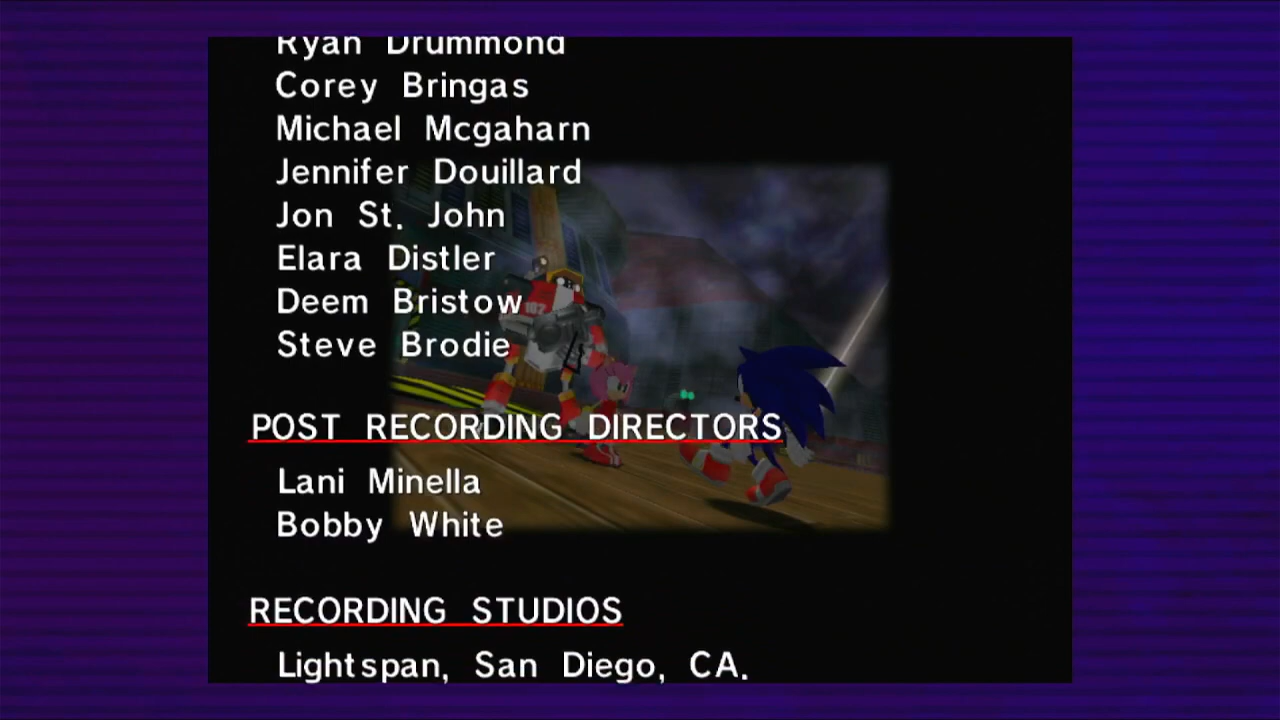 Ryan Drummond
Corey Bringas
Michael Mcgaharn
Jennifer Douillard
Jon St. John
Elara Distler
Deem Bristow
102
Steve Brodie
POST RECORDING DIRECTORS
Lani Minella
Bobby White
RECORDING STUDIOS
Lightspan, San Diego, CA.